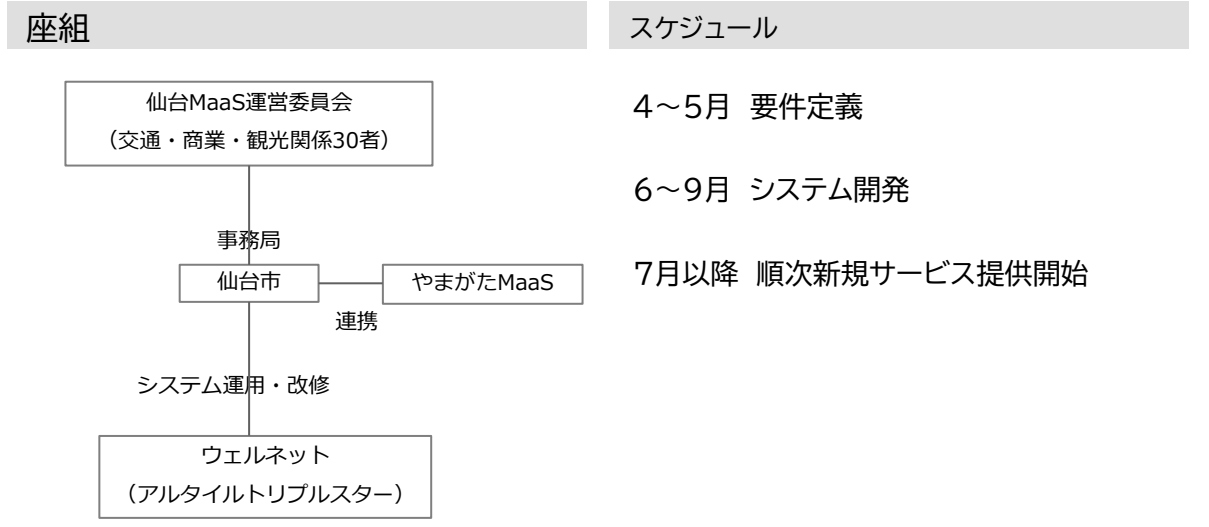 座組
仙台MaaS運営委員会
（交通・商業・観光関係30者）
事務局
仙台市
やまがたMaaS
連携
システム運用・改修
ウェルネット
（アルタイルトリプルスター）
スケジュール
4～5月 要件定義
6～9月 システム開発
7月以降 順次新規サービス提供開始